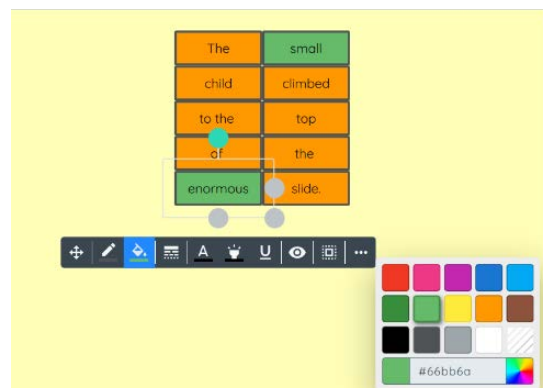 The small
child climbed
to the top
of the
enormous slide.
A U
#66bb6a